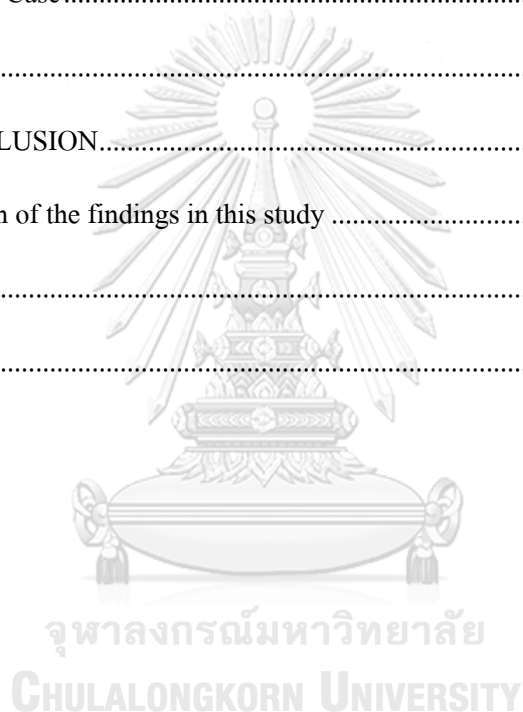 Case..........................................................................
..........................................................................
LUSION..........................................................................
n of the findings in this study ..............................
..........................................................................
..........................................................................
จุฬาลงกรณ์มหาวิทยาลัย
CHULALONGKORN UNIVERSITY